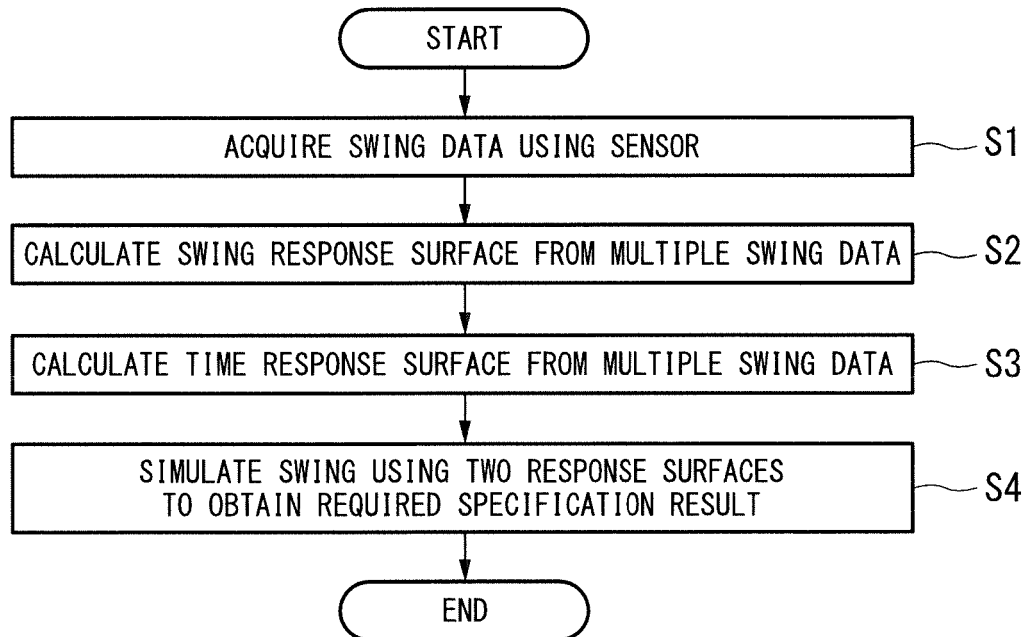 START
ACQUIRE SWING DATA USING SENSOR
S1
CALCULATE SWING RESPONSE SURFACE FROM MULTIPLE SWING DATA
S2
CALCULATE TIME RESPONSE SURFACE FROM MULTIPLE SWING DATA
S3
SIMULATE SWING USING TWO RESPONSE SURFACES
TO OBTAIN REQUIRED SPECIFICATION RESULT
S4
END